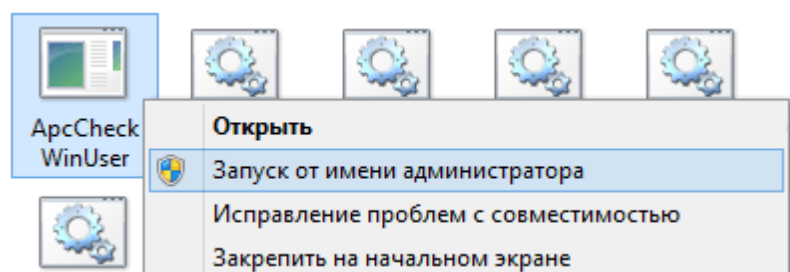 ApcCheck
WinUser
Открыть
Запуск от имени администратора
Исправление проблем с совместимостью
Закрепить на начальном экране